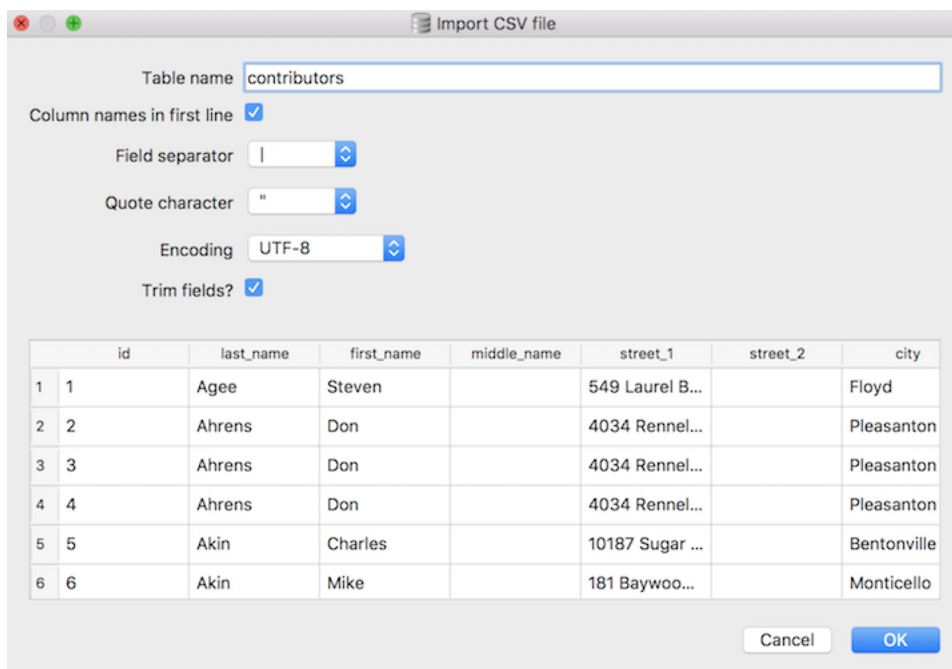 Import CSV file
Table name contributors
Column names in first line
Field separator |
Quote character "
Encoding UTF-8
Trim fields?
id last_name first_name middle_name street_1 street_2 city
1 1 Agee Steven 549 Laurel B... Floyd
2 2 Ahrens Don 4034 Rennel... Pleasanton
3 3 Ahrens Don 4034 Rennel... Pleasanton
4 4 Ahrens Don 4034 Rennel... Pleasanton
5 5 Akin Charles 10187 Sugar ... Bentonville
6 6 Akin Mike 181 Baywoo... Monticello
Cancel OK